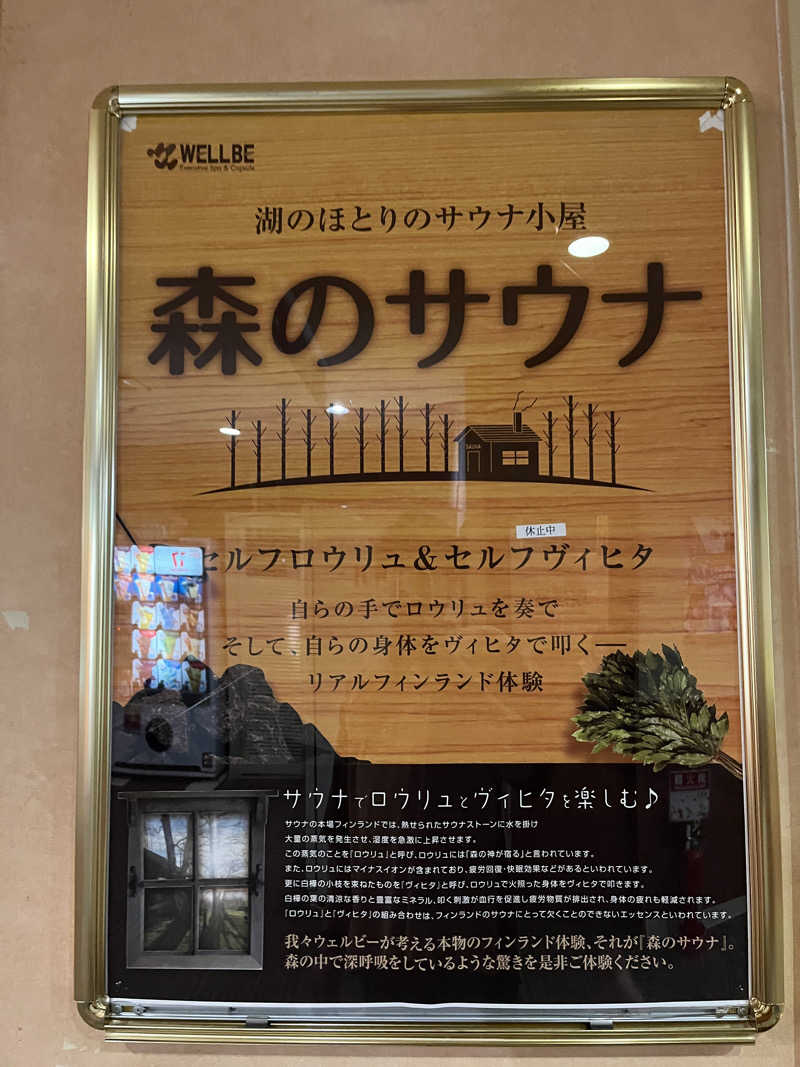 WELLBE
Executive Spa & Capsule
湖のほとりのサウナ小屋
森のサウナ
SAUNA
休止中
セルフロウリュ&セルフヴィヒタ
自らの手でロウリュを奏で
そして、自らの身体をヴィヒタで叩く―
リアルフィンランド体験
サウナでロウリュとヴィヒタを楽しむ♪
サウナの本場フィンランドでは、熱せられたサウナストーンに水を掛け
大量の蒸気を発生させ、湿度を急激に上昇させます。
この蒸気のことを「ロウリュ」と呼び、ロウリュには「森の神が宿る」と言われています。
また、ロウリュにはマイナスイオンが含まれており、疲労回復・快眠効果などがあるといわれています。
更に白樺の小枝を束ねたものを「ヴィヒタ」と呼び、ロウリュで火照った身体をヴィヒタで叩きます。
白樺の葉の清涼な香りと豊富なミネラル、叩く刺激が血行を促進し疲労物質が排出され、身体の疲れも軽減されます。
「ロウリュ」と「ヴィヒタ」の組み合わせは、フィンランドのサウナにとって欠くことのできないエッセンスといわれています。
我々ウェルビーが考える本物のフィンランド体験、それが『森のサウナ』。
森の中で深呼吸をしているような驚きを是非ご体験ください。